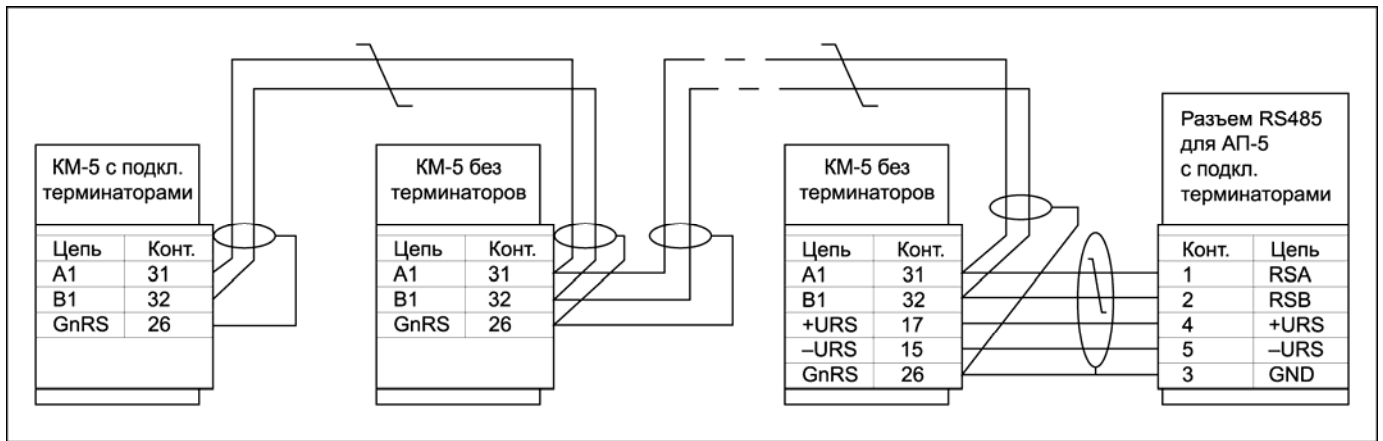 КМ-5 с подкл.
терминаторами
Цепь Конт.
A1 31
B1 32
GnRS 26
КМ-5 без
терминаторов
Цепь Конт.
A1 31
B1 32
GnRS 26
КМ-5 без
терминаторов
Цепь Конт.
A1 31
B1 32
+URS 17
–URS 15
GnRS 26
Разъем RS485
для АП-5
с подкл.
терминаторами
Конт. Цепь
1 RSA
2 RSB
4 +URS
5 –URS
3 GND